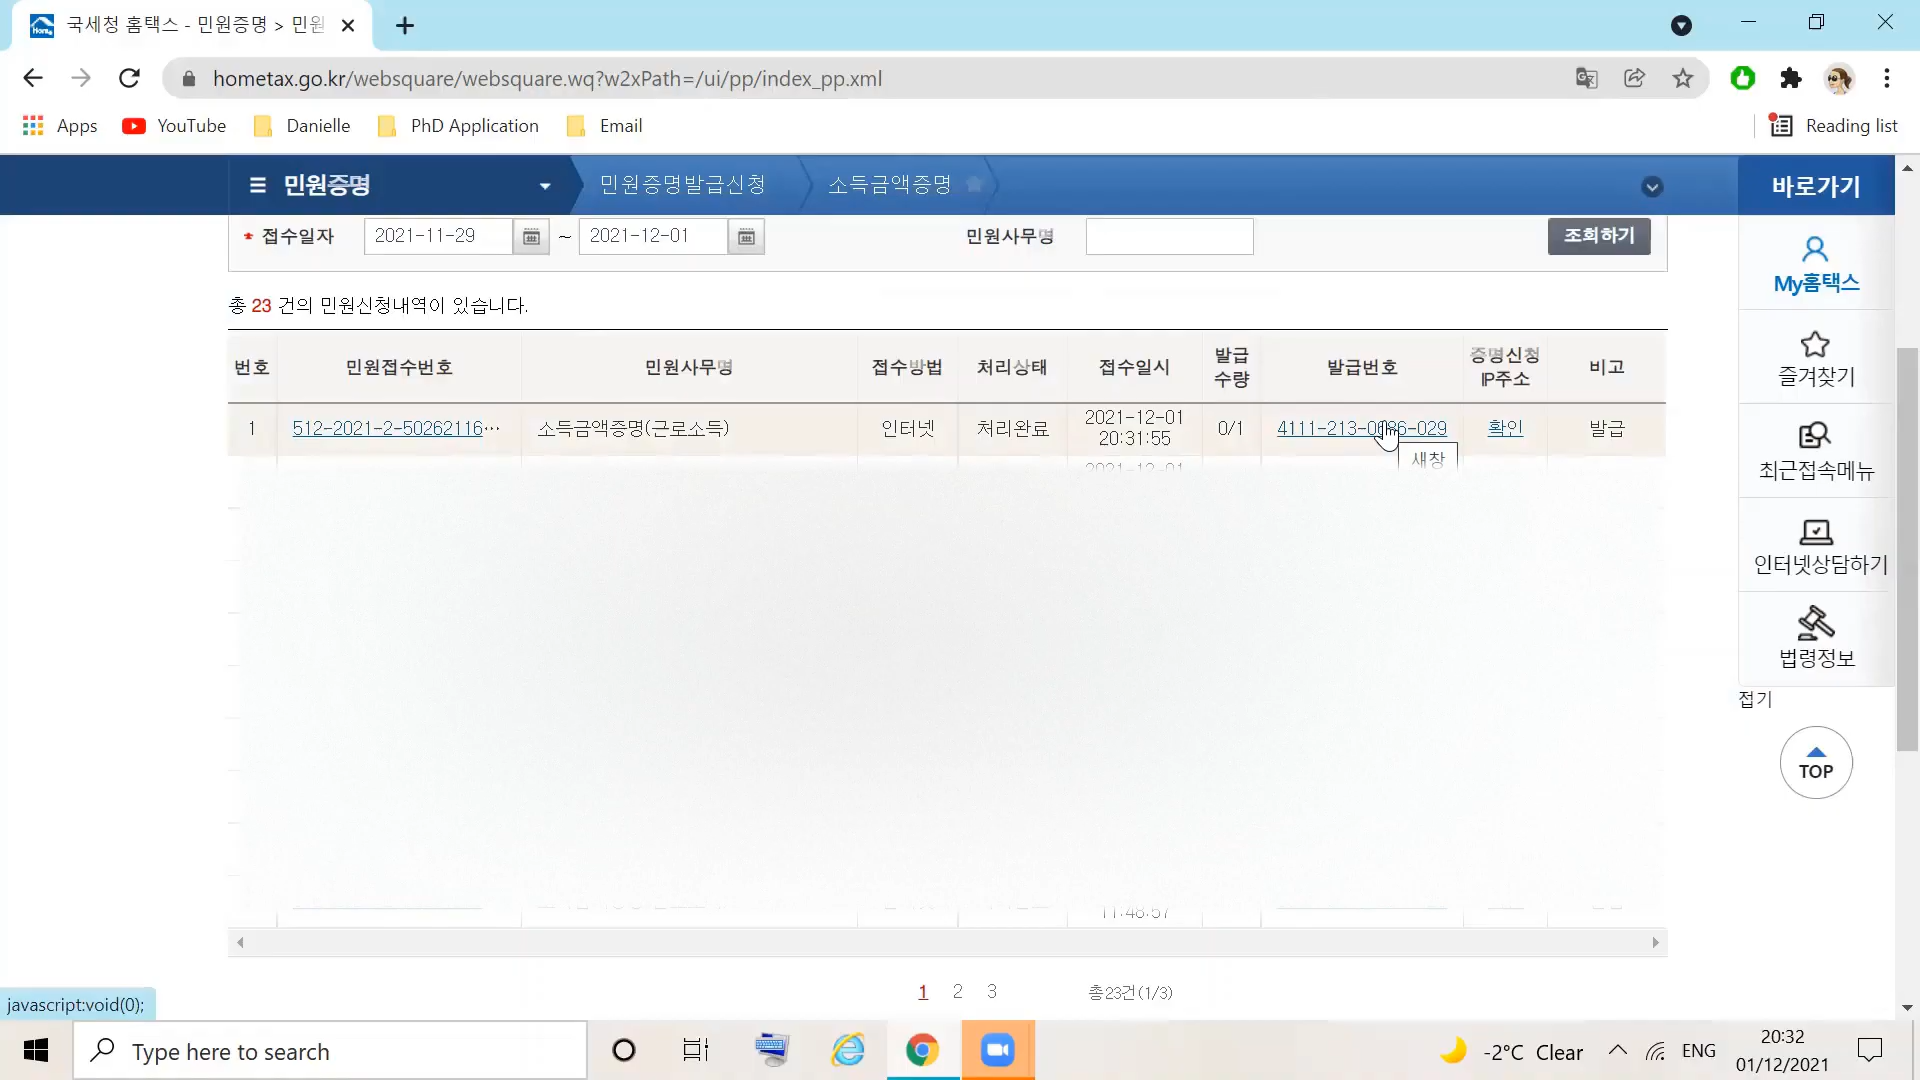 국세청 홈택스 - 민원증명 > 민원
hometax.go.kr/websquare/websquare.wq?w2xPath=/ui/pp/index_pp.xml
Apps YouTube Danielle PhD Application Email Reading list
민원증명 민원증명발급신청 소득금액증명 바로가기
* 접수일자 2021-11-29 ~ 2021-12-01 민원사무명 조회하기
My홈택스
총 23 건의 민원신청내역이 있습니다.
번호 민원접수번호 민원사무명 접수방법 처리상태 접수일시 발급 수량 발급번호 증명신청 IP주소 비고
즐겨찾기
1 512-2021-2-50262116… 소득금액증명(근로소득) 인터넷 처리완료 2021-12-01 20:31:55 0/1 4111-213-0086-029 확인 발급
새창
최근접속메뉴
인터넷상담하기
법령정보
접기
TOP
11:48:57
1 2 3 총23건(1/3)
javascript:void(0);
Type here to search
-2°C Clear ENG 20:32
01/12/2021